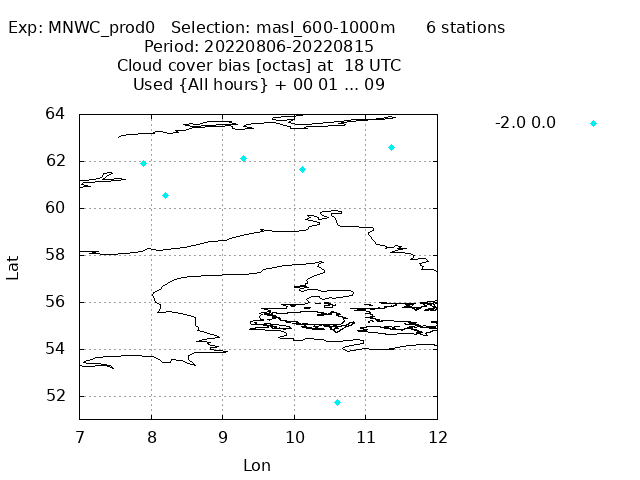 Exp: MNWC_prod0   Selection: masl_600-1000m      6 stations
Period: 20220806-20220815
Cloud cover bias [octas] at  18 UTC
Used {All hours} + 00 01 ... 09
-2.0 0.0
64
62
60
58
56
54
52
Lat
7 8 9 10 11 12
Lon